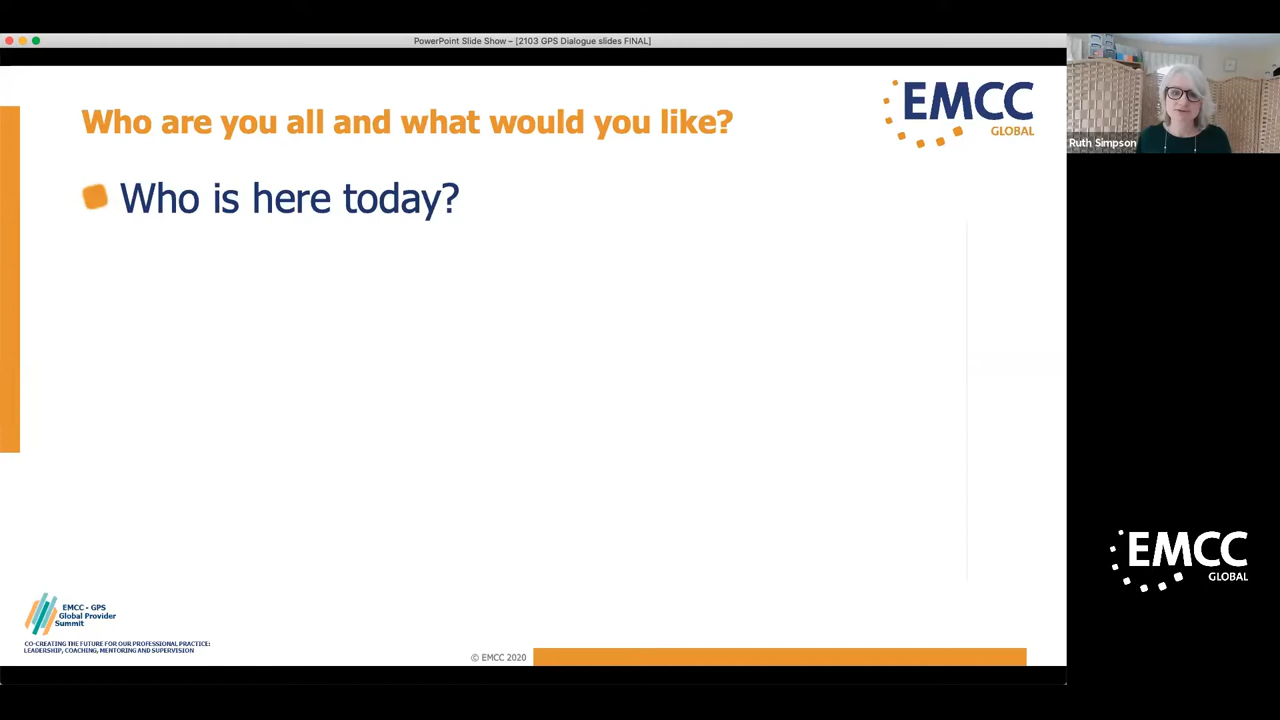 PowerPoint Slide Show – [2103 GPS Dialogue slides FINAL]
Who are you all and what would you like?
EMCC
GLOBAL
Ruth Simpson
Who is here today?
EMCC
GLOBAL
EMCC - GPS
Global Provider
Summit
CO-CREATING THE FUTURE FOR OUR PROFESSIONAL PRACTICE:
LEADERSHIP, COACHING, MENTORING AND SUPERVISION
© EMCC 2020